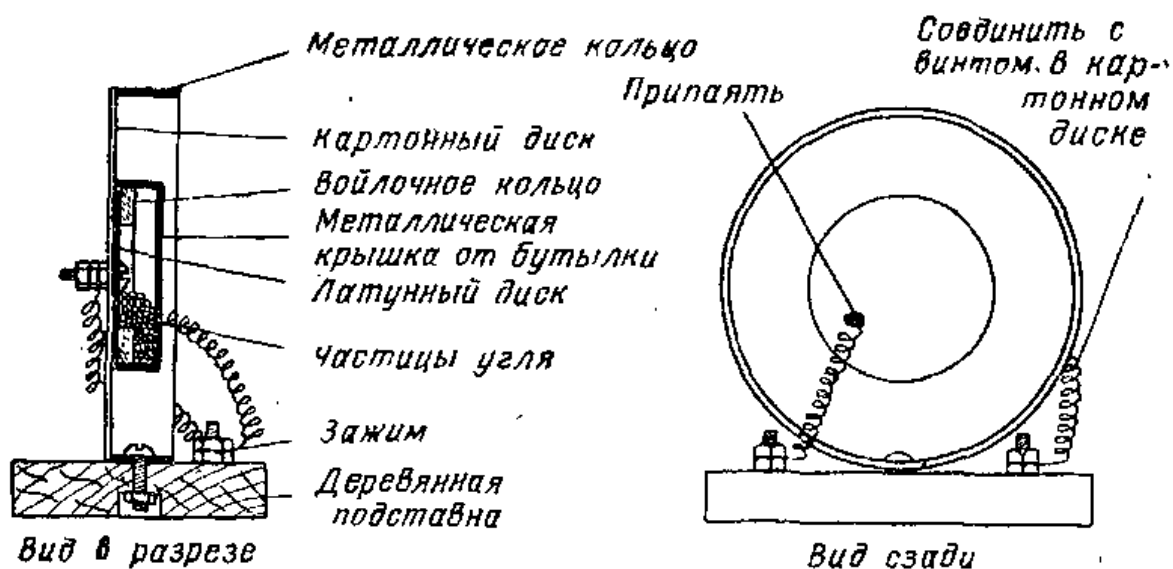 Металлическое кольцо
Картонный диск
Войлочное кольцо
Металлическая
крышка от бутылки
Латунный диск
Частицы угля
Зажим
Деревянная
подставна
Вид в разрезе
Соединить с
винтом в кар-
тонном
диске
Припаять
Вид сзади